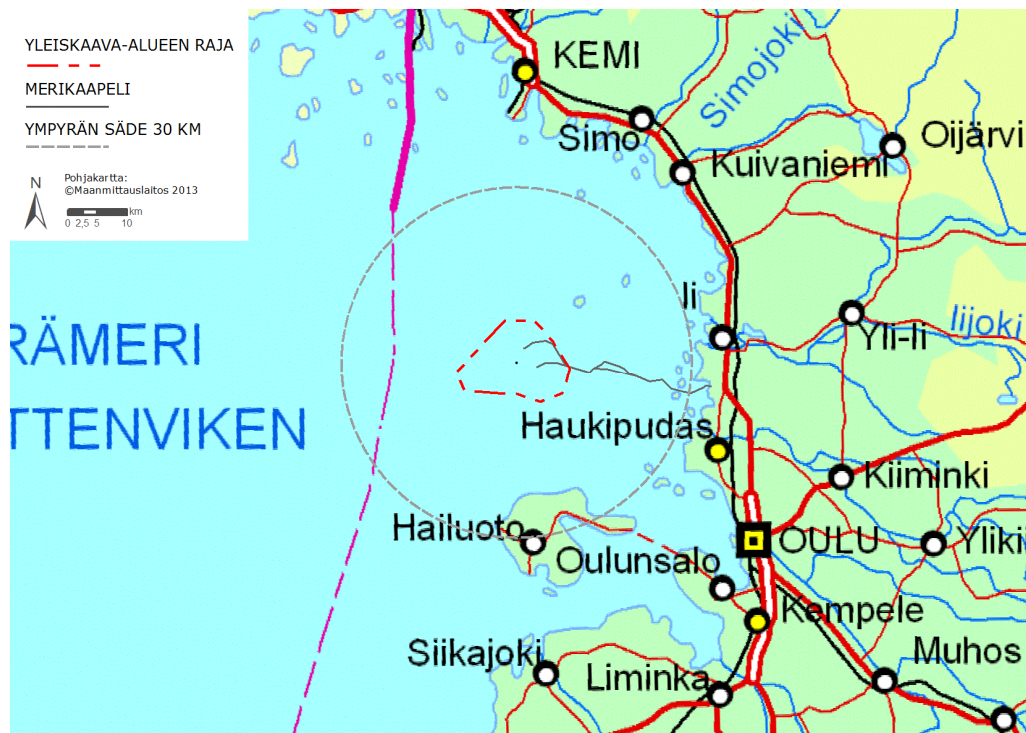 YLEISKAAVA-ALUEEN RAJA
MERIKAAPELI
YMPYRÄN SÄDE 30 KM
N
Pohjakartta:
©Maanmittauslaitos 2013
km
0 2,5 5 10
KEMI
Simojoki
Simo
Oijärvi
Kuivaniemi
Ii
Iijoki
Yli-Ii
RÄMERI
TTENVIKEN
Haukipudas
Kiiminki
Hailuoto
OULU
Yliki
Oulunsalo
Kempele
Siikajoki
Muhos
Liminka